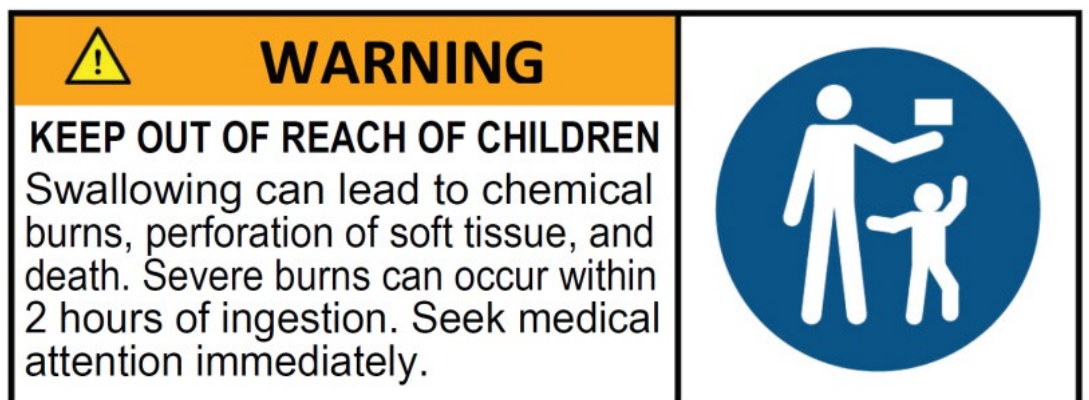 WARNING
KEEP OUT OF REACH OF CHILDREN
Swallowing can lead to chemical
burns, perforation of soft tissue, and
death. Severe burns can occur within
2 hours of ingestion. Seek medical
attention immediately.